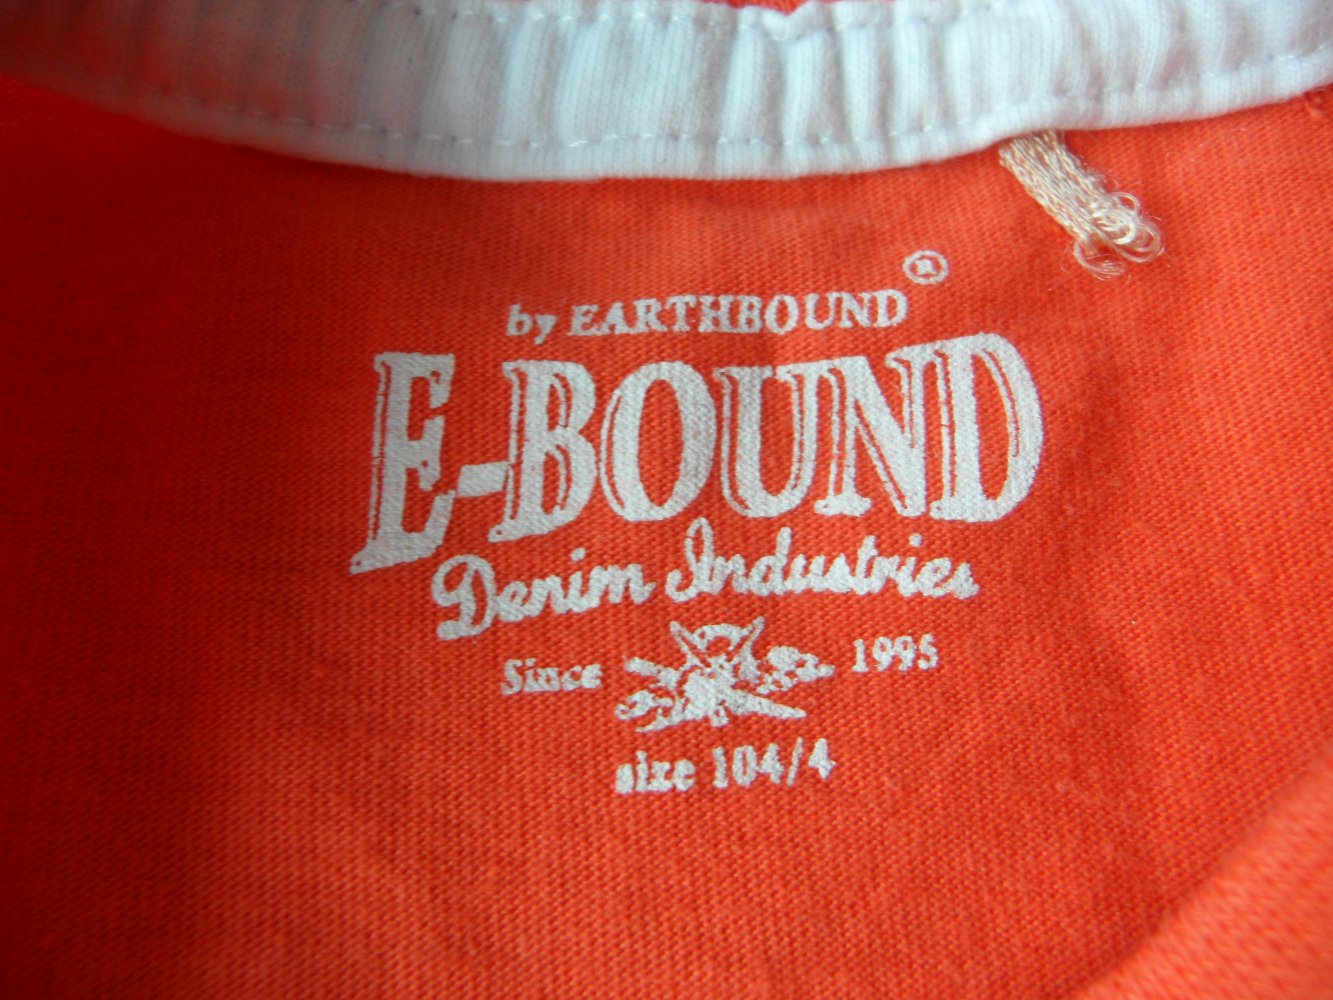 by EARTHBOUND®
E-BOUND
Denim Industries
Since 1995
size 104/4